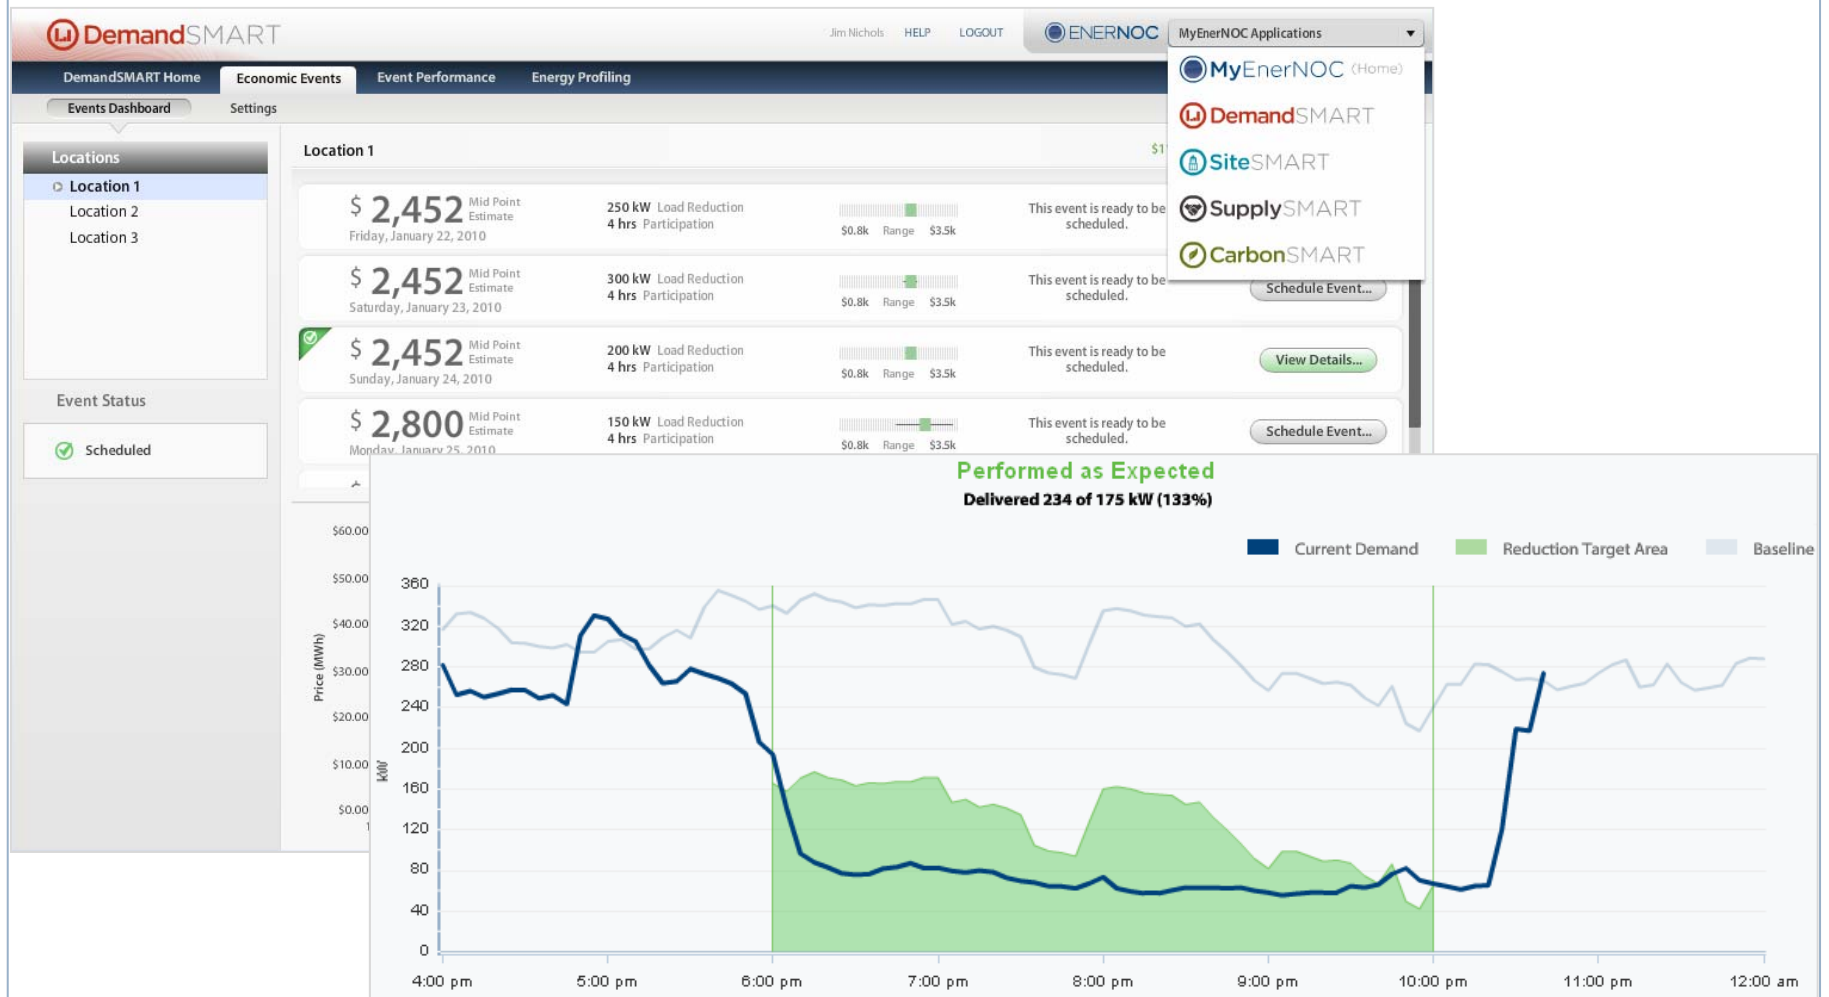 DemandSMART
Jim Nichols HELP LOGOUT
ENERNOC
MyEnerNOC Applications
MyEnerNOC (Home)
DemandSMART
SiteSMART
SupplySMART
CarbonSMART
DemandSMART Home Economic Events Event Performance Energy Profiling
Events Dashboard Settings
Locations
Location 1
Location 2
Location 3
Event Status
Scheduled
Location 1
$ 2,452 Mid Point Estimate
Friday, January 22, 2010
250 kW Load Reduction
4 hrs Participation
$0.8k Range $3.5k
This event is ready to be
scheduled.
$ 2,452 Mid Point Estimate
Saturday, January 23, 2010
300 kW Load Reduction
4 hrs Participation
$0.8k Range $3.5k
This event is ready to be
scheduled.
Schedule Event...
$ 2,452 Mid Point Estimate
Sunday, January 24, 2010
200 kW Load Reduction
4 hrs Participation
$0.8k Range $3.5k
This event is ready to be
scheduled.
View Details...
$ 2,800 Mid Point Estimate
Monday, January 25, 2010
150 kW Load Reduction
4 hrs Participation
$0.8k Range $3.5k
This event is ready to be
scheduled.
Schedule Event...
Price (MWh)
$60.00
$50.00
$40.00
$30.00
$20.00
$10.00
$0.00
Performed as Expected
Delivered 234 of 175 kW (133%)
Current Demand Reduction Target Area Baseline
kW
360
320
280
240
200
160
120
80
40
0
4:00 pm 5:00 pm 6:00 pm 7:00 pm 8:00 pm 9:00 pm 10:00 pm 11:00 pm 12:00 am